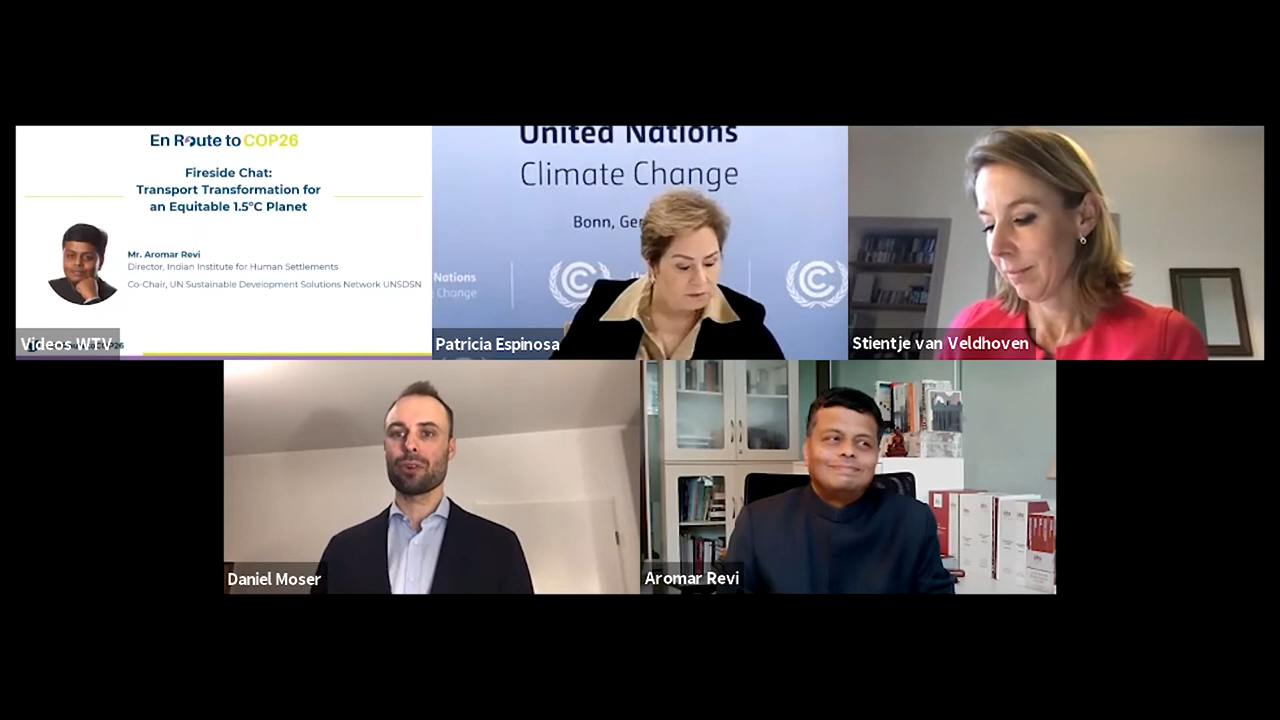 En Route to COP26
Fireside Chat:
Transport Transformation for
an Equitable 1.5°C Planet
Mr. Aromar Revi
Director, Indian Institute for Human Settlements
Co-Chair, UN Sustainable Development Solutions Network UNSDSN
Videos WTV
United Nations
Climate Change
Bonn,
Nations
Change
Patricia Espinosa
Stientje van Veldhoven
Daniel Moser
Aromar Revi